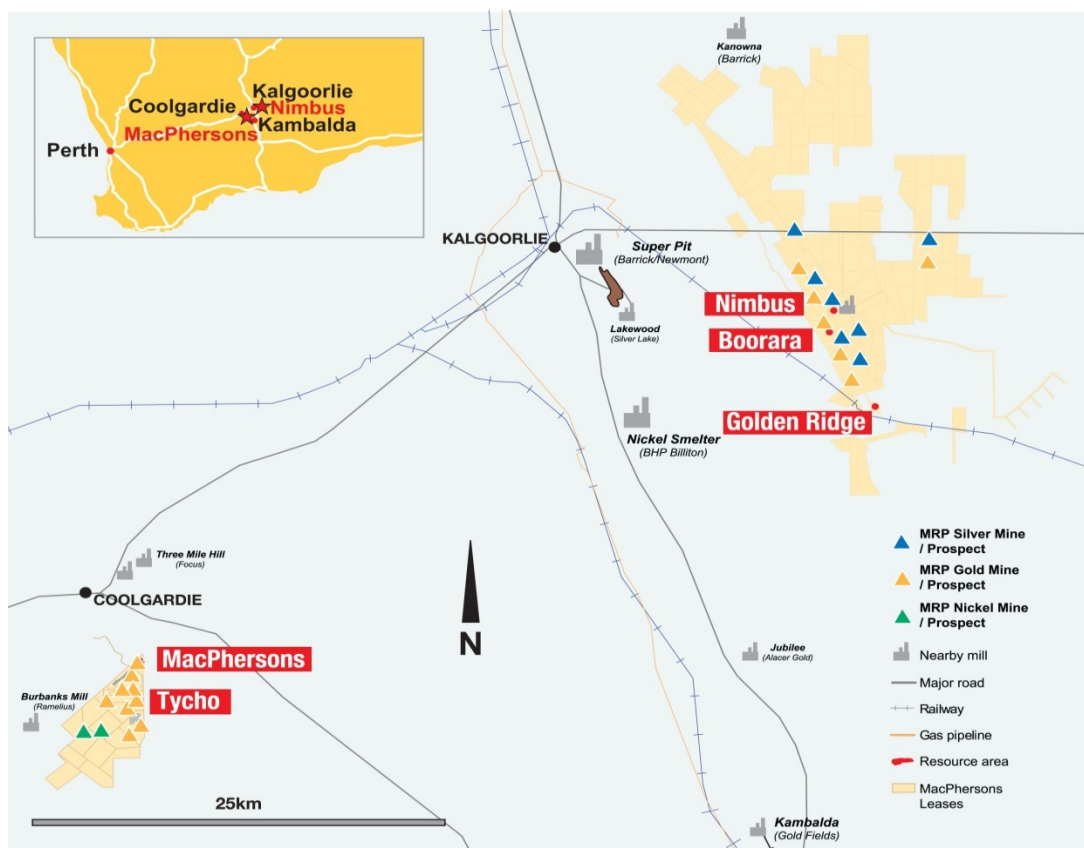 Kanowna
(Barrick)
Kalgoorlie
Coolgardie
Nimbus
Kambalda
MacPhersons
Perth
KALGOORLIE
Super Pit
(Barrick/Newmont)
Lakewood
(Silver Lake)
Nimbus
Boorara
Golden Ridge
Nickel Smelter
(BHP Billiton)
Three Mile Hill
(Focus)
COOLGARDIE
N
MacPhersons
Tycho
Burbanks Mill
(Ramelius)
25km
Jubilee
(Alacer Gold)
Kambalda
(Gold Fields)
MRP Silver Mine
/ Prospect
MRP Gold Mine
/ Prospect
MRP Nickel Mine
/ Prospect
Nearby mill
Major road
Railway
Gas pipeline
Resource area
MacPhersons
Leases